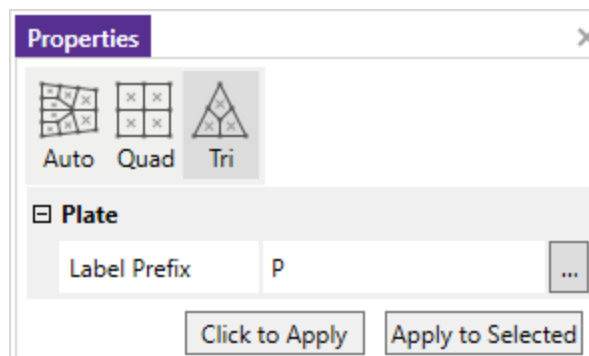 Properties
Auto Quad Tri
Plate
Label Prefix P ...
Click to Apply Apply to Selected